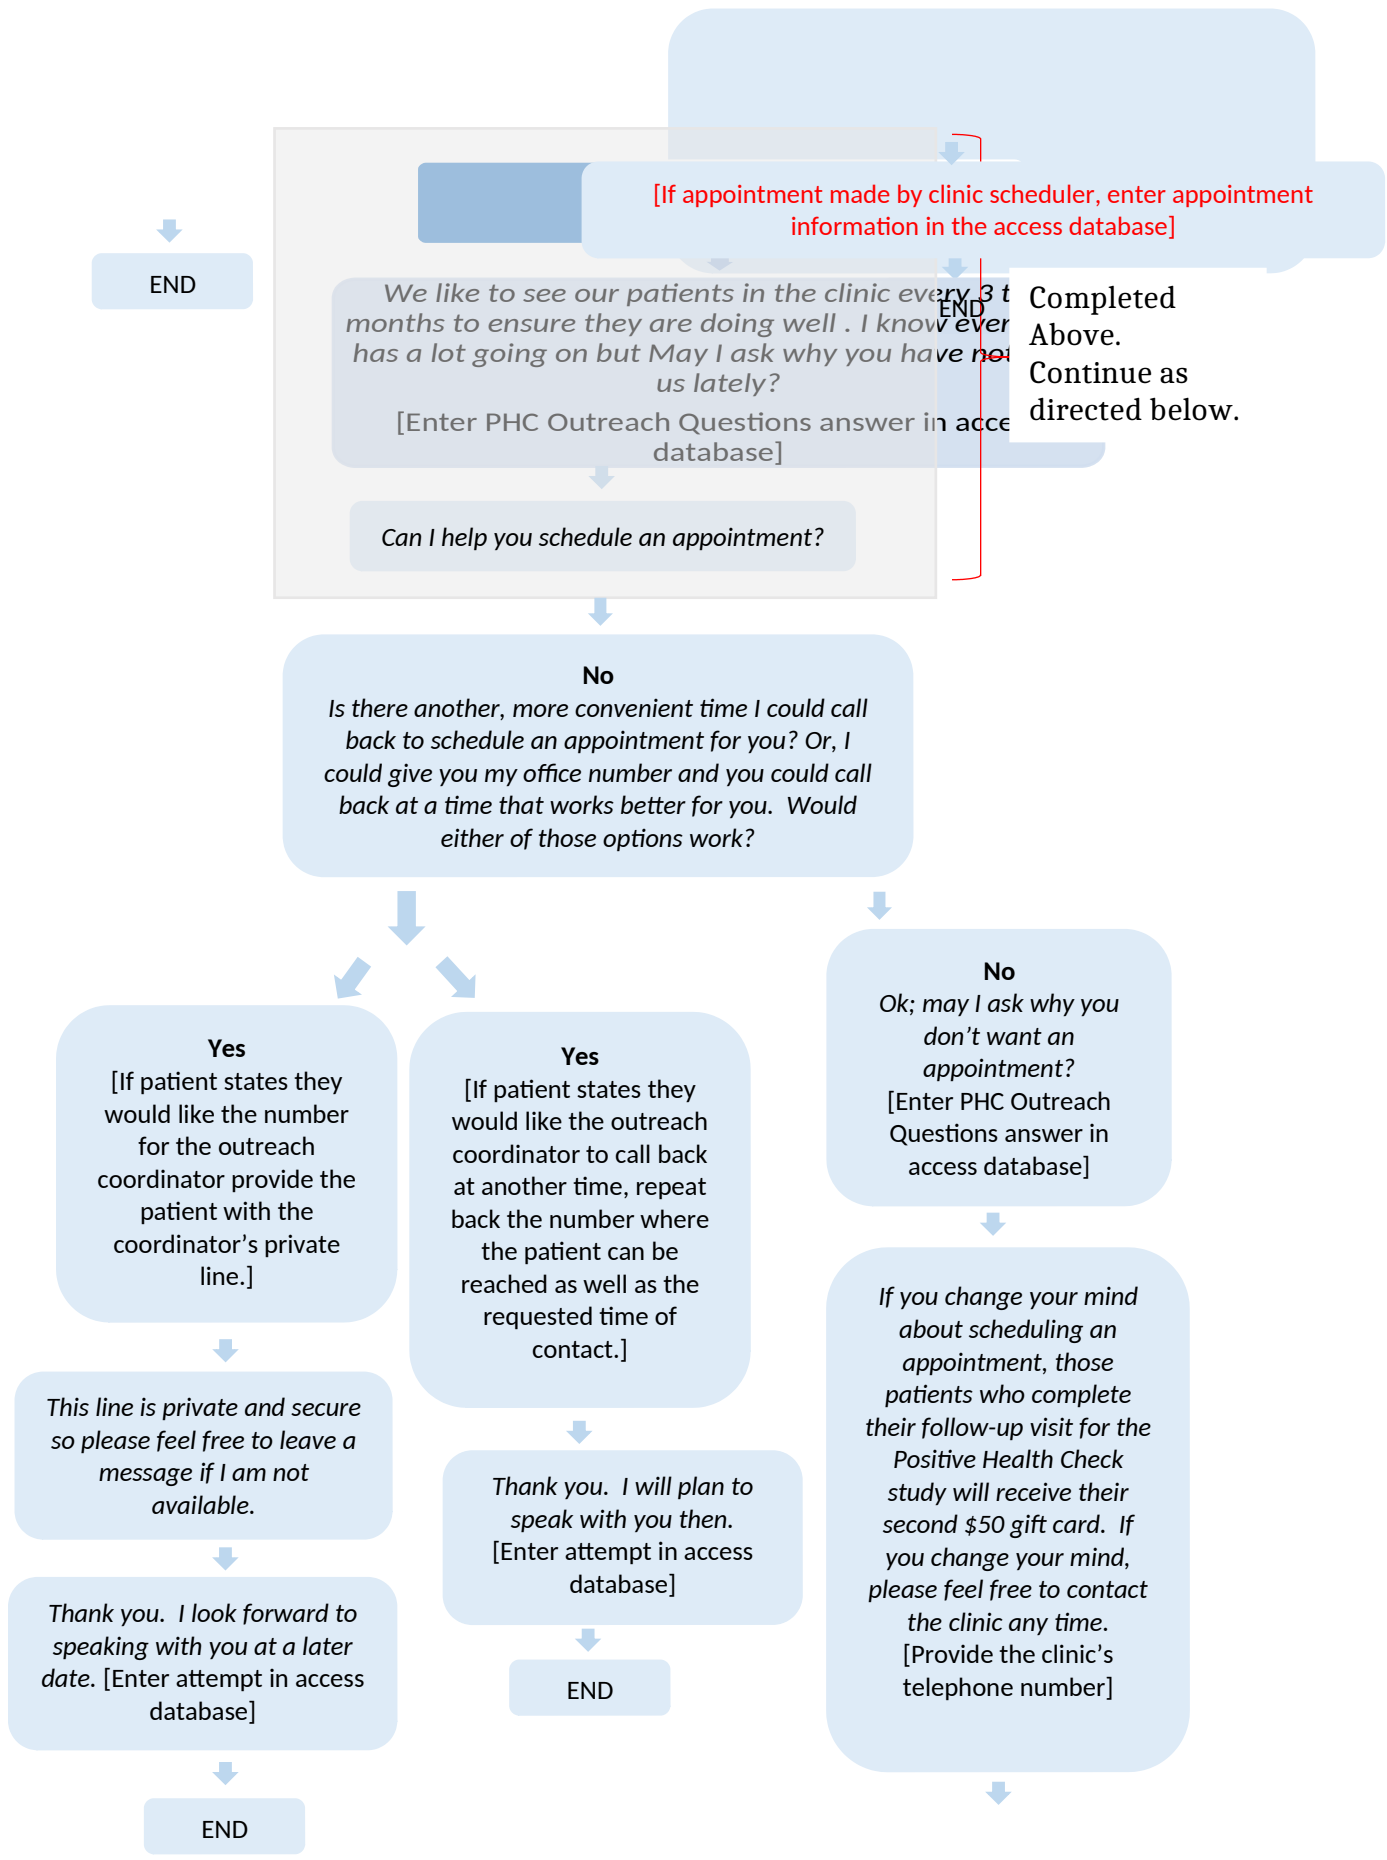 [If appointment made by clinic scheduler, enter appointment
information in the access database]
END
END
We like to see our patients in the clinic every 3 t
months to ensure they are doing well . I know ever
has a lot going on but May I ask why you have not
us lately?
[Enter PHC Outreach Questions answer in acce
database]
Completed
Above.
Continue as
directed below.
Can I help you schedule an appointment?
No
Is there another, more convenient time I could call
back to schedule an appointment for you? Or, I
could give you my office number and you could call
back at a time that works better for you.  Would
either of those options work?
Yes
[If patient states they
would like the number
for the outreach
coordinator provide the
patient with the
coordinator’s private
line.]
This line is private and secure
so please feel free to leave a
message if I am not
available.
Thank you.  I look forward to
speaking with you at a later
date. [Enter attempt in access
database]
END
Yes
[If patient states they
would like the outreach
coordinator to call back
at another time, repeat
back the number where
the patient can be
reached as well as the
requested time of
contact.]
Thank you.  I will plan to
speak with you then.
[Enter attempt in access
database]
END
No
Ok; may I ask why you
don’t want an
appointment?
[Enter PHC Outreach
Questions answer in
access database]
If you change your mind
about scheduling an
appointment, those
patients who complete
their follow-up visit for the
Positive Health Check
study will receive their
second $50 gift card.  If
you change your mind,
please feel free to contact
the clinic any time.
[Provide the clinic’s
telephone number]